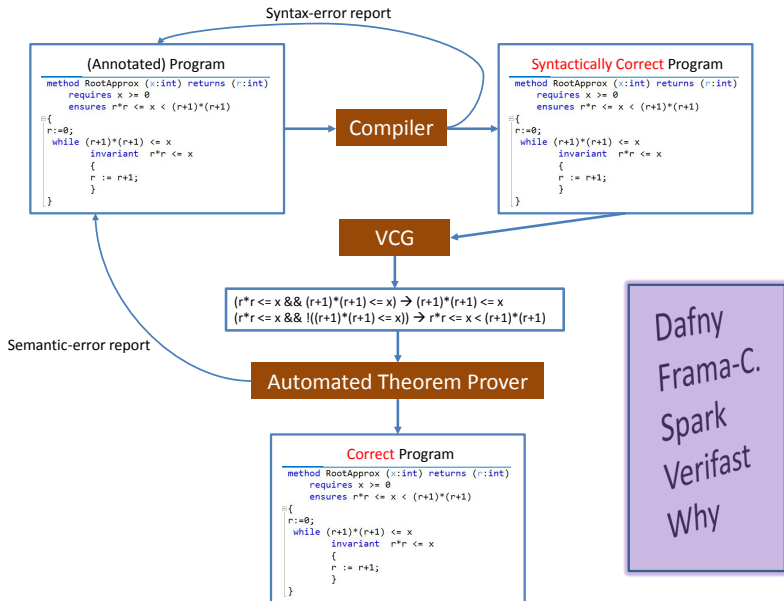 Syntax-error report
(Annotated) Program
method RootApprox (x:int) returns (r:int)
requires x >= 0
ensures r*r <= x < (r+1)*(r+1)
{
r:=0;
while (r+1)*(r+1) <= x
invariant r*r <= x
{
r := r+1;
}
}
Compiler
Syntactically Correct Program
method RootApprox (x:int) returns (r:int)
requires x >= 0
ensures r*r <= x < (r+1)*(r+1)
{
r:=0;
while (r+1)*(r+1) <= x
invariant r*r <= x
{
r := r+1;
}
}
VCG
(r*r <= x && (r+1)*(r+1) <= x) → (r+1)*(r+1) <= x
(r*r <= x && !((r+1)*(r+1) <= x)) → r*r <= x < (r+1)*(r+1)
Semantic-error report
Automated Theorem Prover
Correct Program
method RootApprox (x:int) returns (r:int)
requires x >= 0
ensures r*r <= x < (r+1)*(r+1)
{
r:=0;
while (r+1)*(r+1) <= x
invariant r*r <= x
{
r := r+1;
}
}
Dafny
Frama-C.
Spark
Verifast
Why